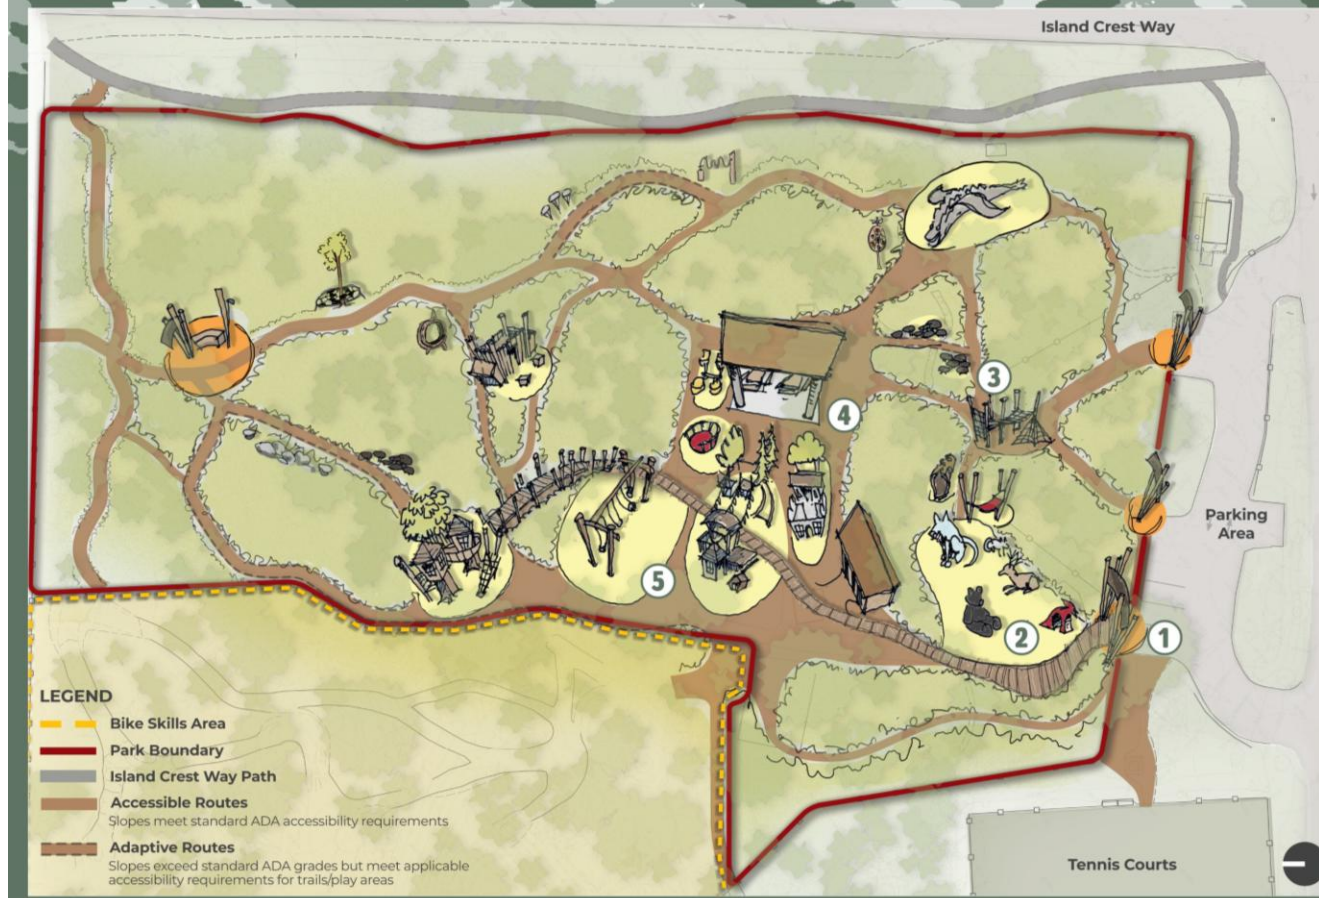 Island Crest Way
3
4
Parking
Area
5
2
1
LEGEND
Bike Skills Area
Park Boundary
Island Crest Way Path
Accessible Routes
Slopes meet standard ADA accessibility requirements
Adaptive Routes
Slopes exceed standard ADA grades but meet applicable
accessibility requirements for trails/play areas
Tennis Courts